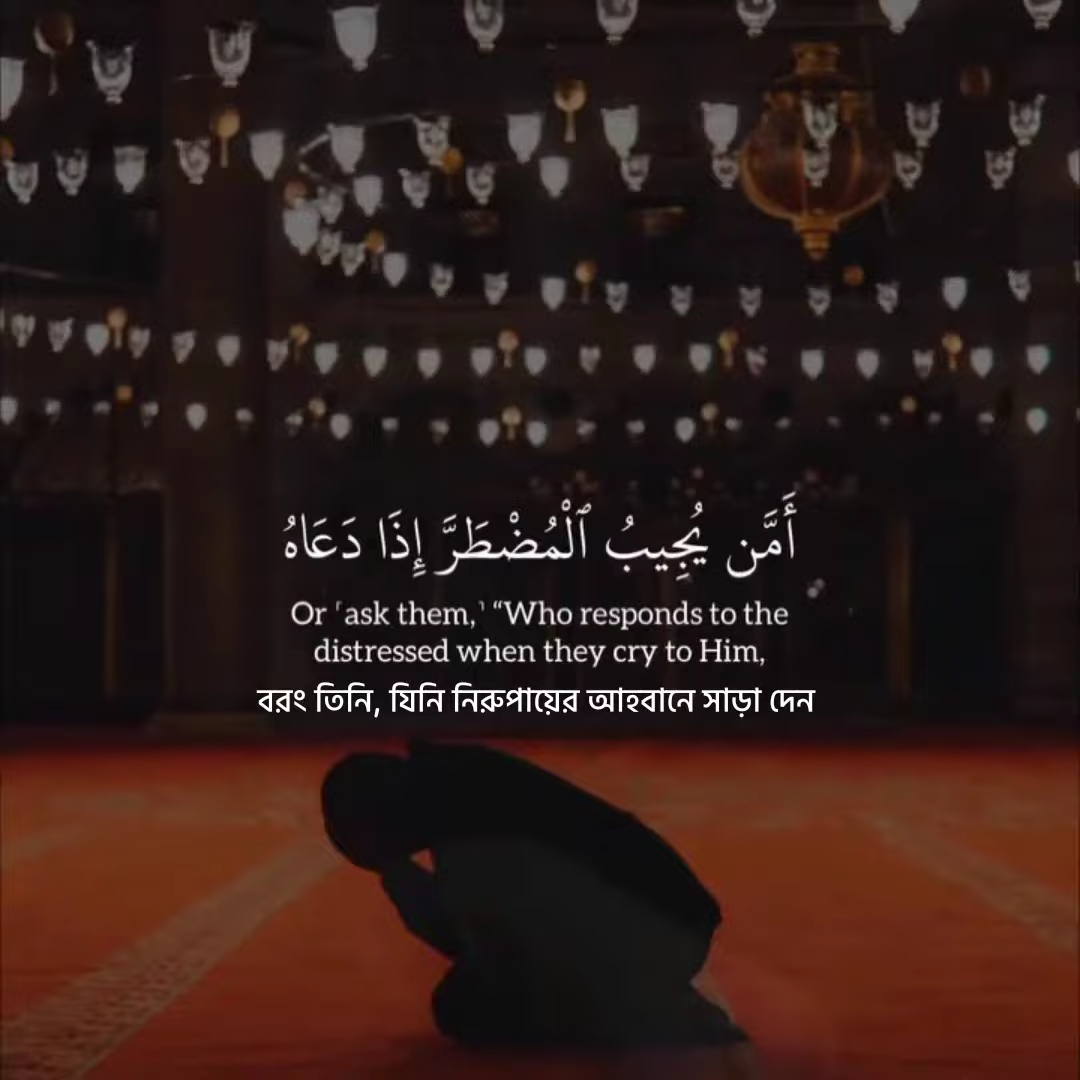 أَمَّن يُجِيبُ ٱلْمُضْطَرَّ إِذَا دَعَاهُ
Or ˹ask them,˺ “Who responds to the
distressed when they cry to Him,
বরং তিনি, যিনি নিরুপায়ের আহবানে সাড়া দেন